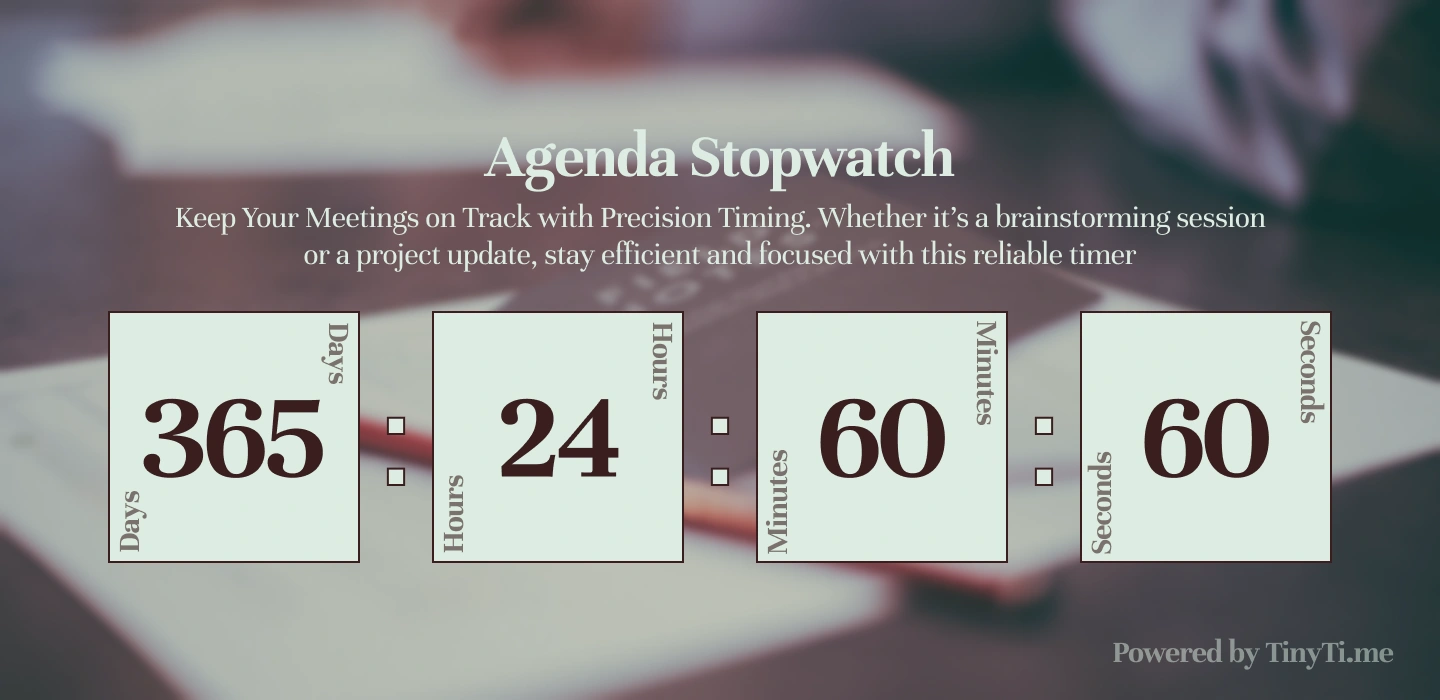 Agenda Stopwatch
Keep Your Meetings on Track with Precision Timing. Whether it's a brainstorming session
or a project update, stay efficient and focused with this reliable timer
Days
365
Days
:
Hours
24
Hours
:
Minutes
60
Minutes
:
Seconds
60
Seconds
Powered by TinyTi.me